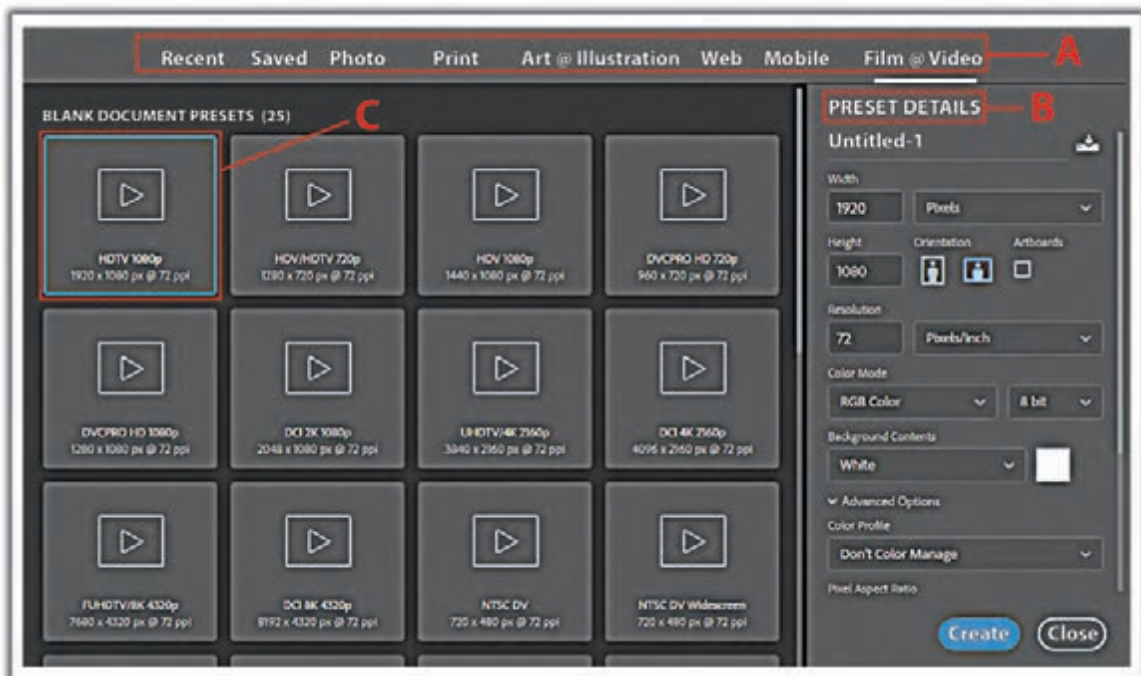 Recent Saved Photo Print Art @ Illustration Web Mobile Film @ Video A
BLANK DOCUMENT PRESETS (25) C
HDTV 1080p
1920 x 1080 px @ 72 ppi
HDV/HDTV 720p
1280 x 720 px @ 72 ppi
HDV 1080p
1440 x 1080 px @ 72 ppi
DVCPRO HD 720p
960 x 720 px @ 72 ppi
DVCPRO HD 1080p
1280 x 1080 px @ 72 ppi
DCI 2K 1080p
2048 x 1080 px @ 72 ppi
UHDTV/4K 2160p
3840 x 2160 px @ 72 ppi
DCI 4K 2160p
4096 x 2160 px @ 72 ppi
FUHDTV/8K 4320p
7680 x 4320 px @ 72 ppi
DCI 8K 4320p
8192 x 4320 px @ 72 ppi
NTSC DV
720 x 480 px @ 72 ppi
NTSC DV Widescreen
720 x 480 px @ 72 ppi
PRESET DETAILS B
Untitled-1
Width
1920 Pixels
Height Orientation Artboards
1080
Resolution
72 Pixels/Inch
Color Mode
RGB Color 8 bit
Background Contents
White
Advanced Options
Color Profile
Don't Color Manage
Pixel Aspect Ratio
Create Close